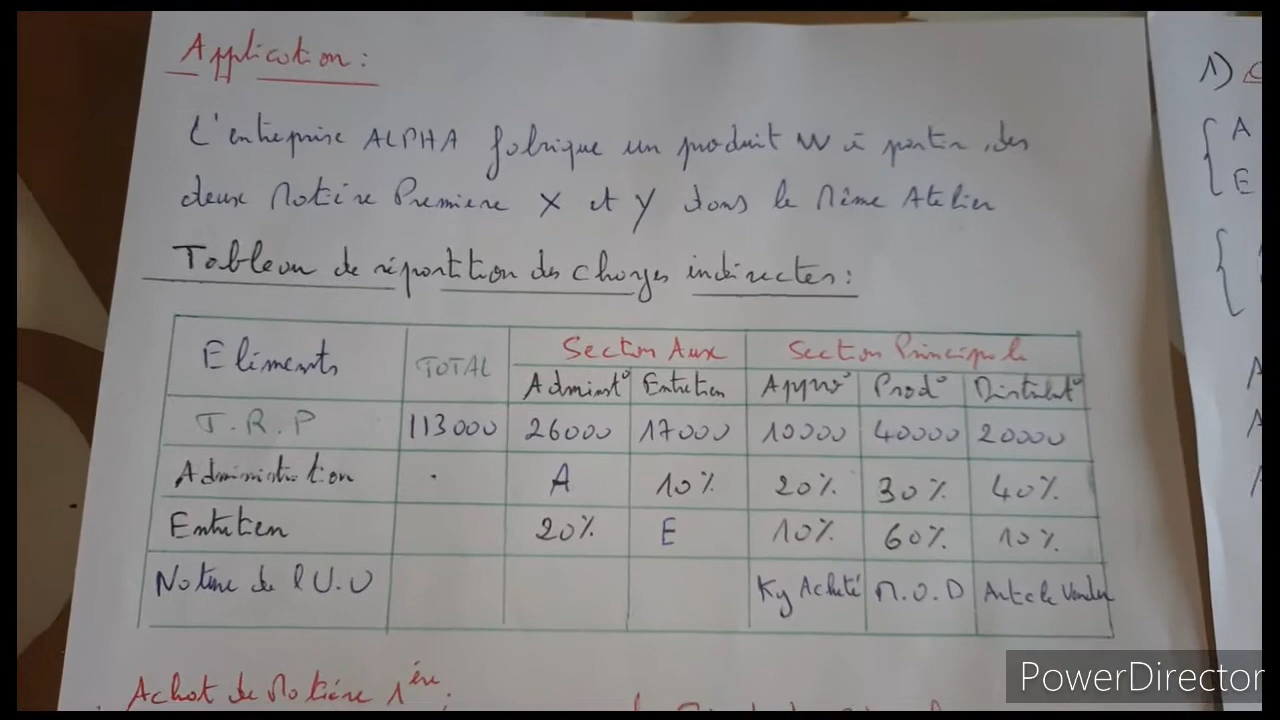 Application :
1)
L'entreprise ALPHA fabrique un produit W à partir des
{ A
deux Matière Première X et Y dans le Même Atelier
E
Tableau de répartition des charges indirectes :
Eléments TOTAL Section Aux Section Principale
Adminst° Entretien Appro° Prod° Distribut°
T.R.P 113000 26000 17000 10000 40000 20000
Administration . A 10% 20% 30% 40%
Entretien 20% E 10% 60% 10%
Nature de l U.O Kg Acheté M.O.D Article Vendu
Achat de Matière 1ère :
PowerDirector